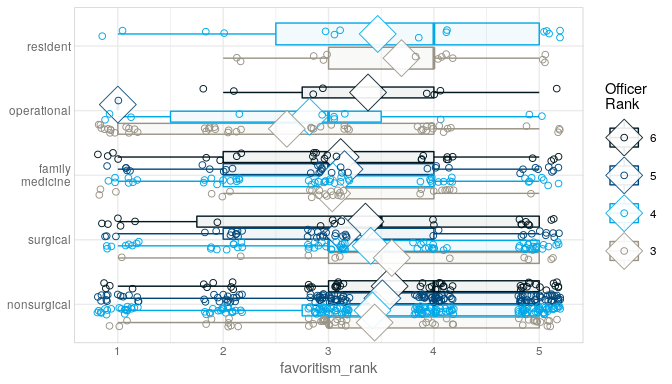 resident
operational
family
medicine
surgical
nonsurgical
1 2 3 4 5
favoritism_rank
Officer
Rank
6
5
4
3